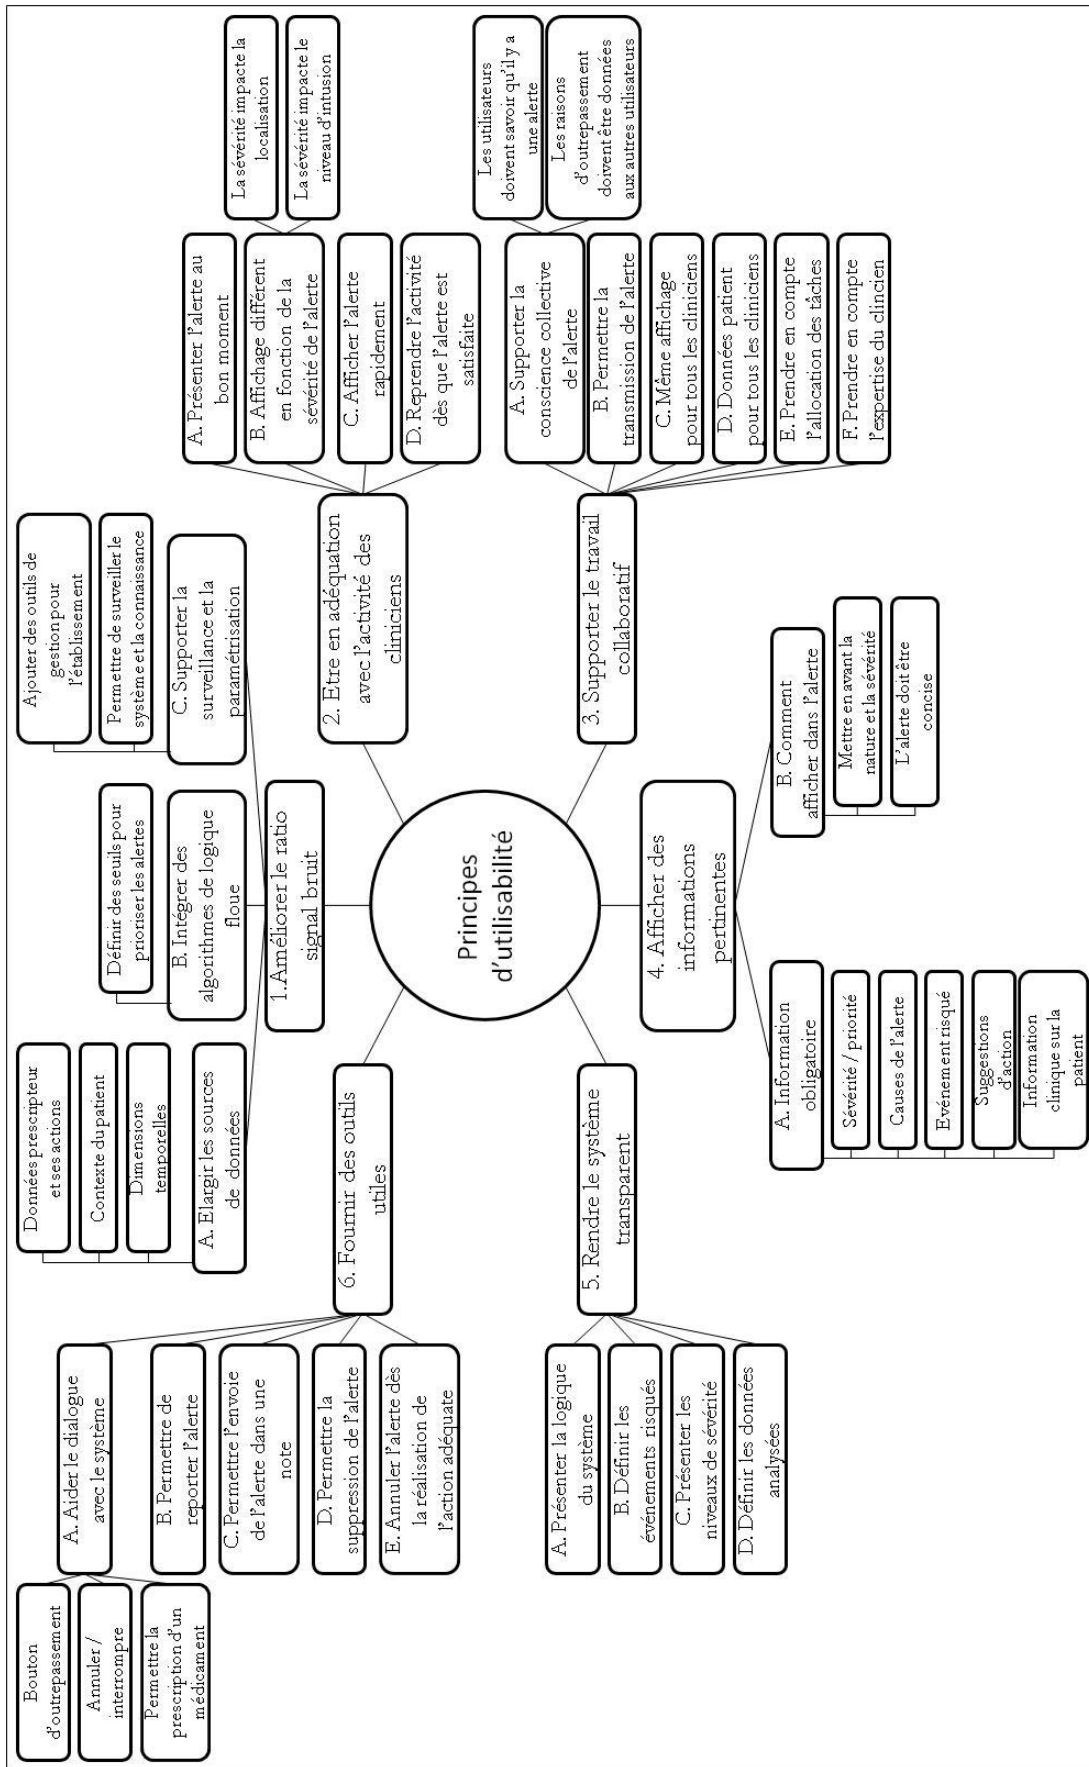 Principes
d'utilisabilité
1.Améliorer le ratio
signal bruit
A. Elargir les sources
de données
Données prescripteur
et ses actions
Contexte du patient
Dimensions
temporelles
B. Intégrer des
algorithmes de logique
floue
Définir des seuils pour
prioriser les alertes
C. Supporter la
surveillance et la
paramétrisation
Ajouter des outils de
gestion pour
l'établissement
Permettre de surveiller le
système et la connaissance
2. Etre en adéquation
avec l'activité des
cliniciens
A. Présenter l'alerte au
bon moment
B. Affichage différent
en fonction de la
sévérité de l'alerte
La sévérité impacte la
localisation
La sévérité impacte le
niveau d'intusion
C. Afficher l'alerte
rapidement
D. Reprendre l'activité
dès que l'alerte est
satisfaite
3. Supporter le travail
collaboratif
A. Supporter la
conscience collective
de l'alerte
Les utilisateurs
doivent savoir qu'il y a
une alerte
Les raisons
d'outrepassement
doivent être données
aux autres utilisateurs
B. Permettre la
transmission de l'alerte
C. Même affichage
pour tous les cliniciens
D. Données patient
pour tous les cliniciens
E. Prendre en compte
l'allocation des tâches
F. Prendre en compte
l'expertise du clincien
4. Afficher des
informations
pertinentes
A. Information
obligatoire
Sévérité / priorité
Causes de l'alerte
Evénement risqué
Suggestions
d'action
Information
clinique sur la
patient
B. Comment
afficher dans l'alerte
Mettre en avant la
nature et la sévérité
L'alerte doit être
concise
5. Rendre le système
transparent
A. Présenter la logique
du système
B. Définir les
événements risqués
C. Présenter les
niveaux de sévérité
D. Définir les données
analysées
6. Fournir des outils
utiles
A. Aider le dialogue
avec le système
Bouton
d'outrepassement
Annuler /
interrompre
Permettre la
prescription d'un
médicament
B. Permettre de
reporter l'alerte
C. Permettre l'envoie
de l'alerte dans une
note
D. Permettre la
suppression de l'alerte
E. Annuler l'alerte dès
la réalisation de
l'action adéquate